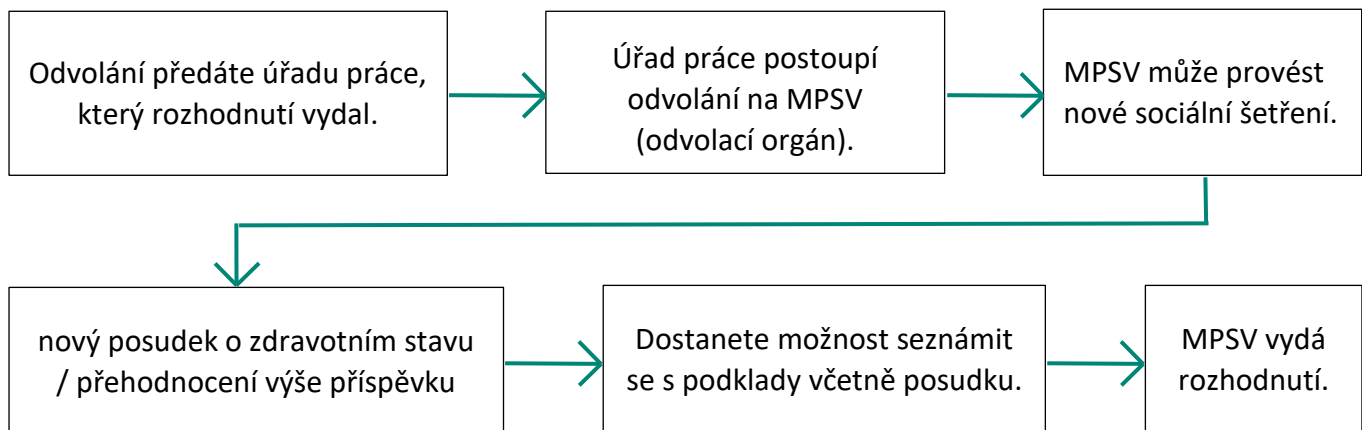 Odvolání předáte úřadu práce,
který rozhodnutí vydal.
Úřad práce postoupí
odvolání na MPSV
(odvolací orgán).
MPSV může provést
nové sociální šetření.
nový posudek o zdravotním stavu
/ přehodnocení výše příspěvku
Dostanete možnost seznámit
se s podklady včetně posudku.
MPSV vydá
rozhodnutí.